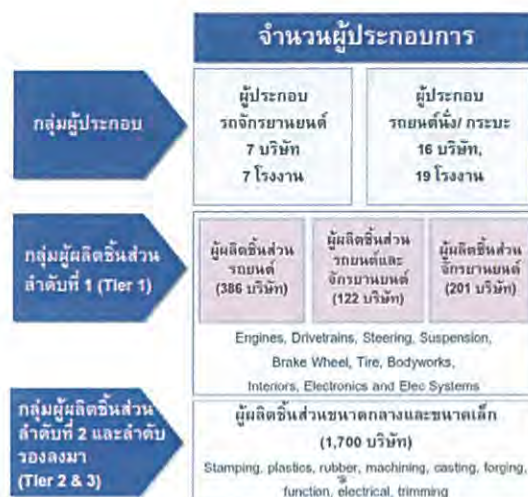 จำนวนผู้ประกอบการ
กลุ่มผู้ประกอบ
ผู้ประกอบ
รถจักรยานยนต์
7 บริษัท
7 โรงงาน
ผู้ประกอบ
รถยนต์นั่ง/ กระบะ
16 บริษัท,
19 โรงงาน
กลุ่มผู้ผลิตชิ้นส่วน
ลำดับที่ 1 (Tier 1)
ผู้ผลิตชิ้นส่วน
รถยนต์
(386 บริษัท)
ผู้ผลิตชิ้นส่วน
รถยนต์และ
จักรยานยนต์
(122 บริษัท)
ผู้ผลิตชิ้นส่วน
จักรยานยนต์
(201 บริษัท)
Engines, Drivetrains, Steering, Suspension,
Brake Wheel, Tire, Bodyworks,
Interiors, Electronics and Elec Systems
กลุ่มผู้ผลิตชิ้นส่วน
ลำดับที่ 2 และลำดับ
รองลงมา
(Tier 2 & 3)
ผู้ผลิตชิ้นส่วนขนาดกลางและขนาดเล็ก
(1,700 บริษัท)
Stamping, plastics, rubber, machining, casting, forging,
function, electrical, trimming